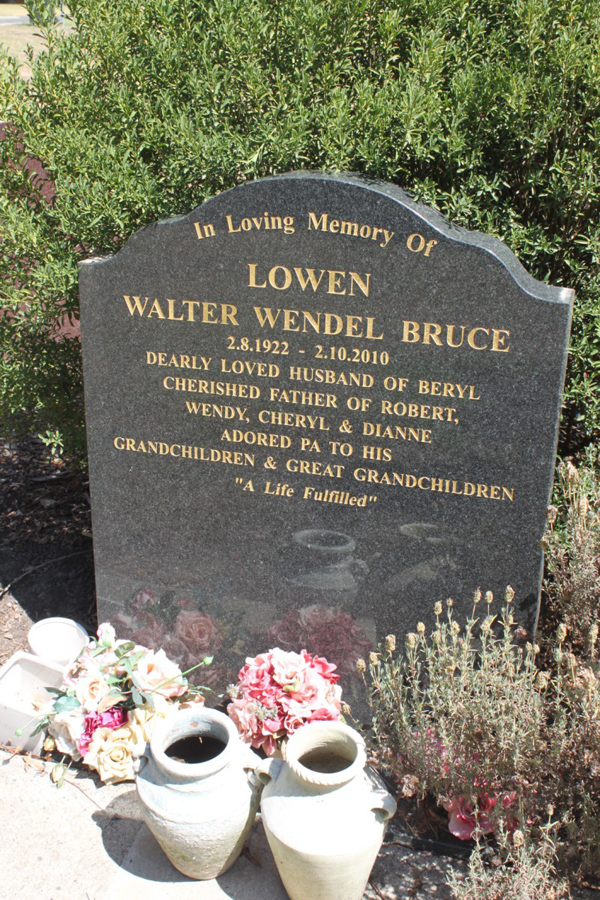 In Loving Memory Of
LOWEN
WALTER WENDEL BRUCE
2.8.1922 - 2.10.2010
DEARLY LOVED HUSBAND OF BERYL
CHERISHED FATHER OF ROBERT,
WENDY, CHERYL & DIANNE
ADORED PA TO HIS
GRANDCHILDREN & GREAT GRANDCHILDREN
"A Life Fulfilled"